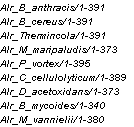 Alr_B_anthracis/1-391
Alr_B_cereus/1-391
Alr_Themincola/1-391
Alr_M_maripaludis/1-373
Alr_P_vortex/1-395
Alr_C_cellulolyticum/1-389
Alr_D_acetoxidans/1-373
Alr_B_mycoides/1-340
Alr_M_vannielii/1-380